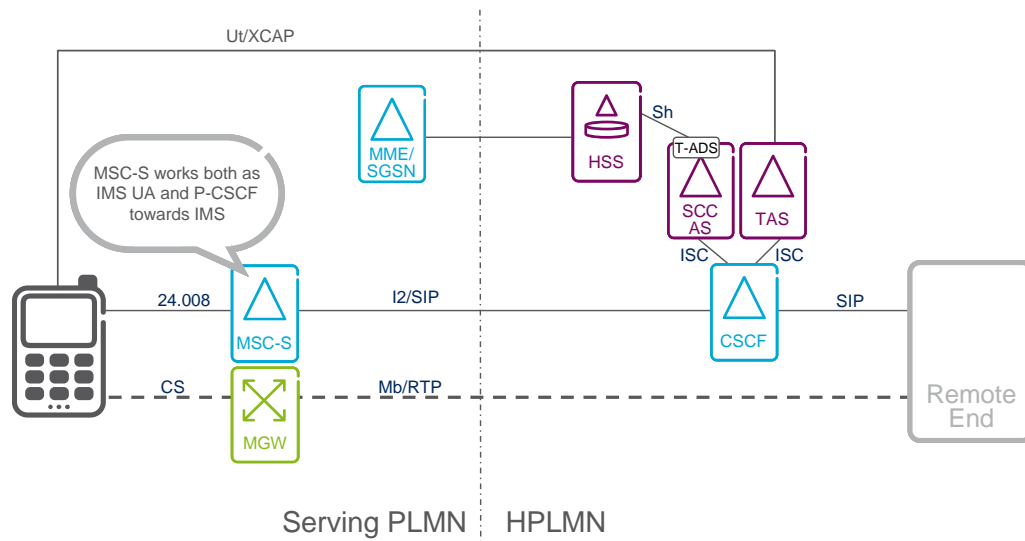 Ut/XCAP
Sh
T-ADS
MME/
SGSN
HSS
SCC
AS
TAS
MSC-S works both as
IMS UA and P-CSCF
towards IMS
ISC
ISC
24.008
I2/SIP
SIP
MSC-S
CSCF
CS
Mb/RTP
Remote
End
MGW
Serving PLMN
HPLMN